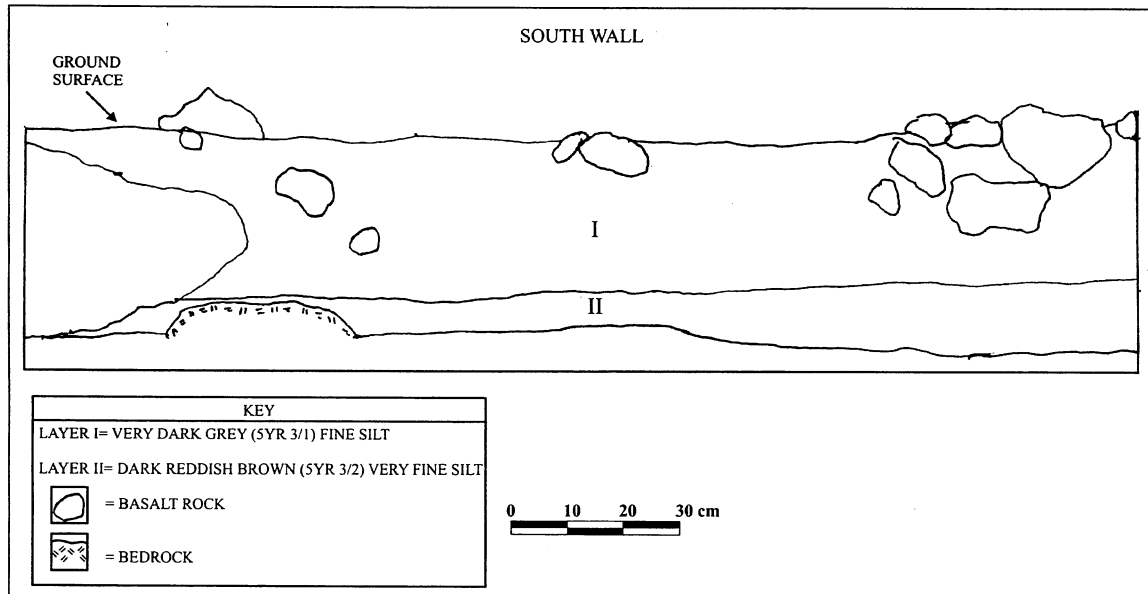 SOUTH WALL
GROUND
SURFACE
I
II
KEY
LAYER I= VERY DARK GREY (5YR 3/1) FINE SILT
LAYER II= DARK REDDISH BROWN (5YR 3/2) VERY FINE SILT
= BASALT ROCK
= BEDROCK
0 10 20 30 cm